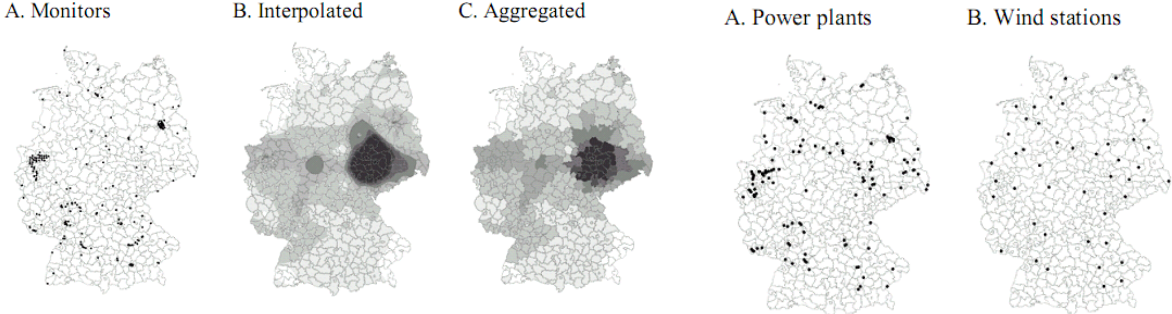 A. Monitors
B. Interpolated
C. Aggregated
A. Power plants
B. Wind stations